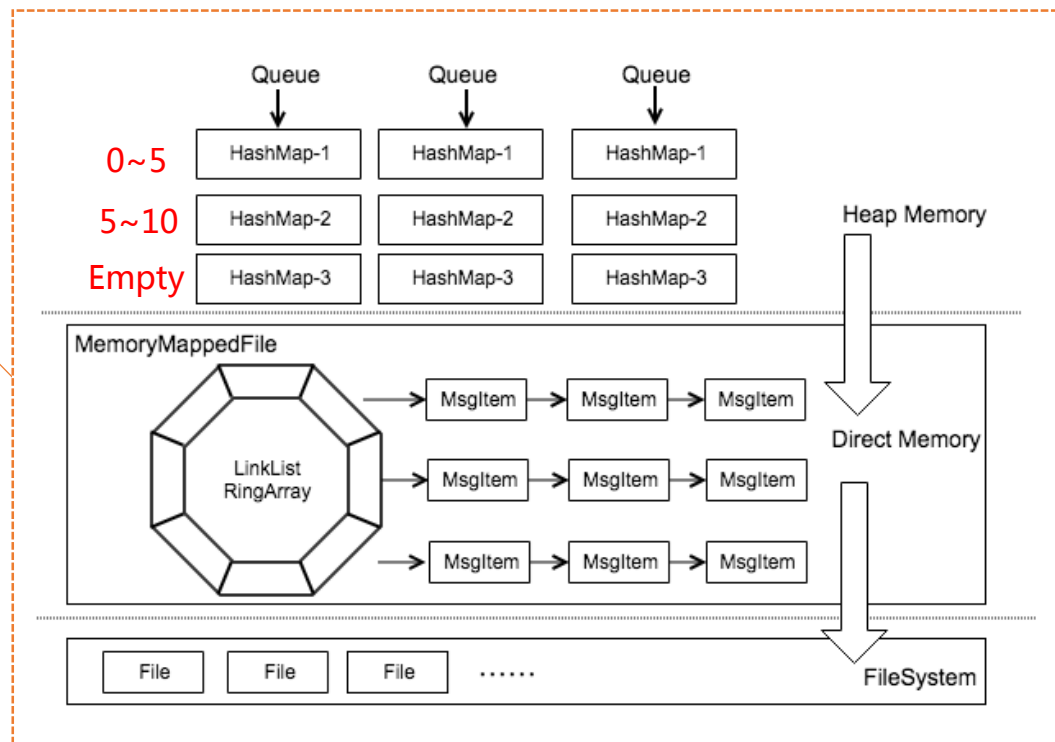 Queue Queue Queue
0~5 HashMap-1 HashMap-1 HashMap-1
5~10 HashMap-2 HashMap-2 HashMap-2 Heap Memory
Empty HashMap-3 HashMap-3 HashMap-3
MemoryMappedFile
MsgItem MsgItem MsgItem
Direct Memory
LinkList
RingArray
MsgItem MsgItem MsgItem
MsgItem MsgItem MsgItem
File File File ······
FileSystem